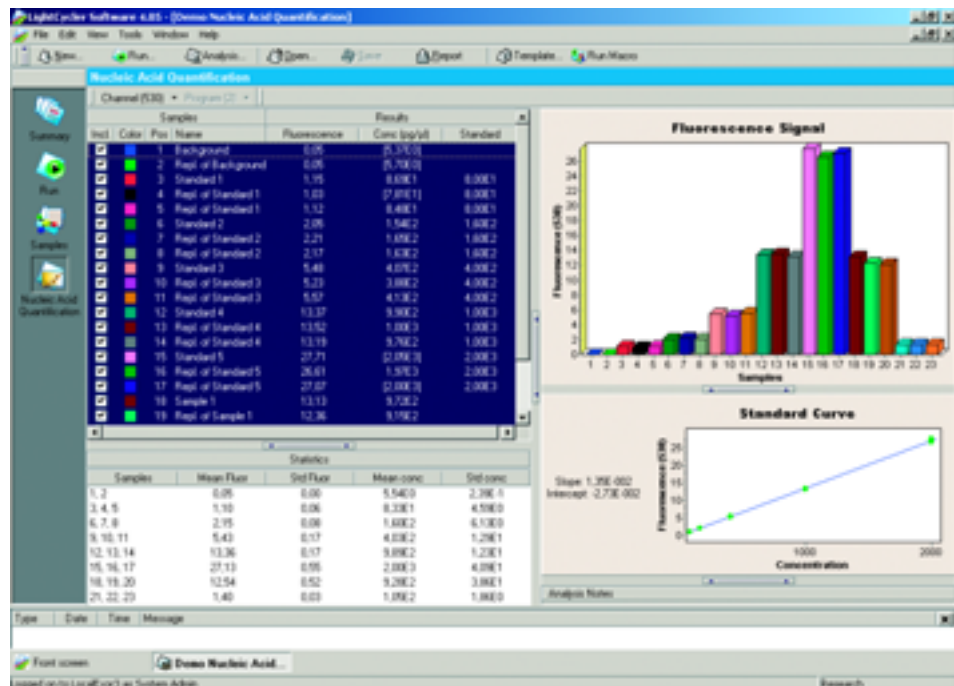 LightCycler Software 4.05 - [Demo Nucleic Acid Quantification]
File Edit View Tools Window Help
New... Run... Analysis... Open... Save Report Template... Run Macro
Nucleic Acid Quantification
Channel (530) Program (2)
Summary
Run
Samples
Nucleic Acid Quantification
Samples Results
Incl Color Pos Name Fluorescence Conc (pg/µl) Standard
1 Background 0,05 [5,37E0]
2 Repl. of Background 0,05 [5,70E0]
3 Standard 1 1,15 8,69E1 8,00E1
4 Repl. of Standard 1 1,03 [7,81E1] 8,00E1
5 Repl. of Standard 1 1,12 8,48E1 8,00E1
6 Standard 2 2,05 1,54E2 1,60E2
7 Repl. of Standard 2 2,21 1,65E2 1,60E2
8 Repl. of Standard 2 2,17 1,63E2 1,60E2
9 Standard 3 5,48 4,07E2 4,00E2
10 Repl. of Standard 3 5,23 3,88E2 4,00E2
11 Repl. of Standard 3 5,57 4,13E2 4,00E2
12 Standard 4 13,37 9,90E2 1,00E3
13 Repl. of Standard 4 13,52 1,00E3 1,00E3
14 Repl. of Standard 4 13,19 9,76E2 1,00E3
15 Standard 5 27,71 [2,05E3] 2,00E3
16 Repl. of Standard 5 26,61 1,97E3 2,00E3
17 Repl. of Standard 5 27,07 [2,00E3] 2,00E3
18 Sample 1 13,13 9,72E2
19 Repl. of Sample 1 12,36 9,15E2
Statistics
Samples Mean Fluor Std Fluor Mean conc Std conc
1, 2 0,05 0,00 5,54E0 2,39E-1
3, 4, 5 1,10 0,06 8,33E1 4,59E0
6, 7, 8 2,15 0,08 1,60E2 6,13E0
9, 10, 11 5,43 0,17 4,03E2 1,29E1
12, 13, 14 13,36 0,17 9,89E2 1,23E1
15, 16, 17 27,13 0,55 2,00E3 4,09E1
18, 19, 20 12,54 0,52 9,28E2 3,86E1
21, 22, 23 1,40 0,03 1,05E2 1,86E0
Fluorescence Signal
Fluorescence (530)
26
24
22
20
18
16
14
12
10
8
6
4
2
0
1 2 3 4 5 6 7 8 9 10 11 12 13 14 15 16 17 18 19 20 21 22 23
Samples
Standard Curve
Slope: 1,35E-002
Intercept: -2,73E-002
Fluorescence (530)
25
20
15
10
5
0
1000 2000
Concentration
Analysis Notes
Type Date Time Message
Front screen Demo Nucleic Acid...
Logged on to as System Admin
Research